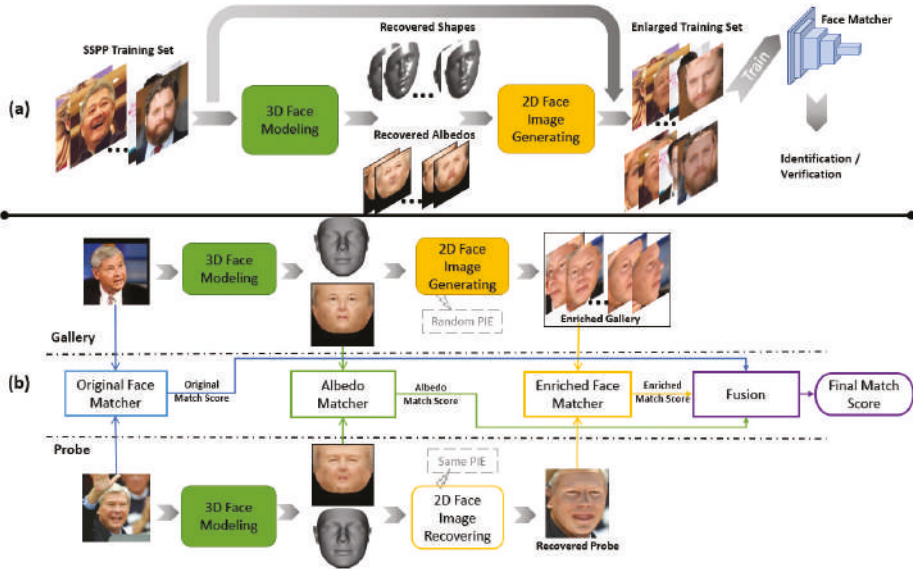 Recovered Shapes
Face Matcher
SSPP Training Set
Enlarged Training Set
Train
(a)
3D Face
Modeling
2D Face
Image
Generating
Recovered Albedos
Identification /
Verification
3D Face
Modeling
2D Face
Image
Generating
Random PIE
Enriched Gallery
Gallery
(b)
Original Face
Matcher
Original
Match Score
Albedo
Matcher
Albedo
Match Score
Enriched Face
Matcher
Enriched
Match Score
Fusion
Final Match
Score
Probe
Same PIE
3D Face
Modeling
2D Face
Image
Recovering
Recovered Probe